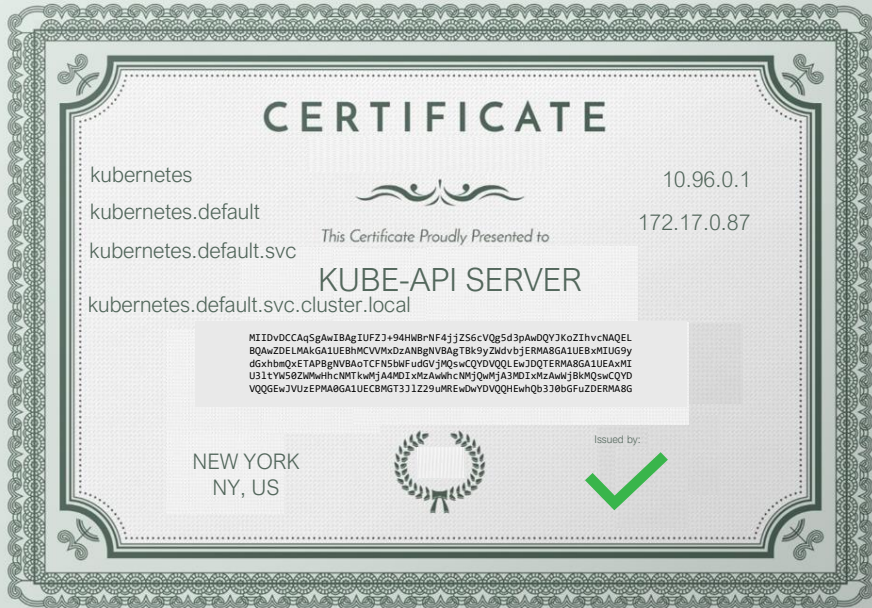 CERTIFICATE
kubernetes
10.96.0.1
kubernetes.default
172.17.0.87
This Certificate Proudly Presented to
kubernetes.default.svc
KUBE-API SERVER
kubernetes.default.svc.cluster.local
MIIDvDCCAqSgAwIBAgIUFZJ+94HWBrNF4jjZS6cVQg5d3pAwDQYJKoZIhvcNAQEL
BQAwZDELMAkGA1UEBhMCVVMxDzANBgNVBAgTBk9yZWdvbjERMA8GA1UEBxMIUG9y
dGxhbmQxETAPBgNVBAoTCFN5bWFudGVjMQswCQYDVQQLEwJDQTERMA8GA1UEAxMI
U3ltYW50ZWMwHhcNMTkwMjA4MDIxMzAwWhcNMjQwMjA3MDIxMzAwWjBkMQswCQYD
VQQGEwJVUzEPMA0GA1UECBMGT3JlZ29uMREwDwYDVQQHEwhQb3J0bGFuZDERMA8G
Issued by:
NEW YORK
NY, US